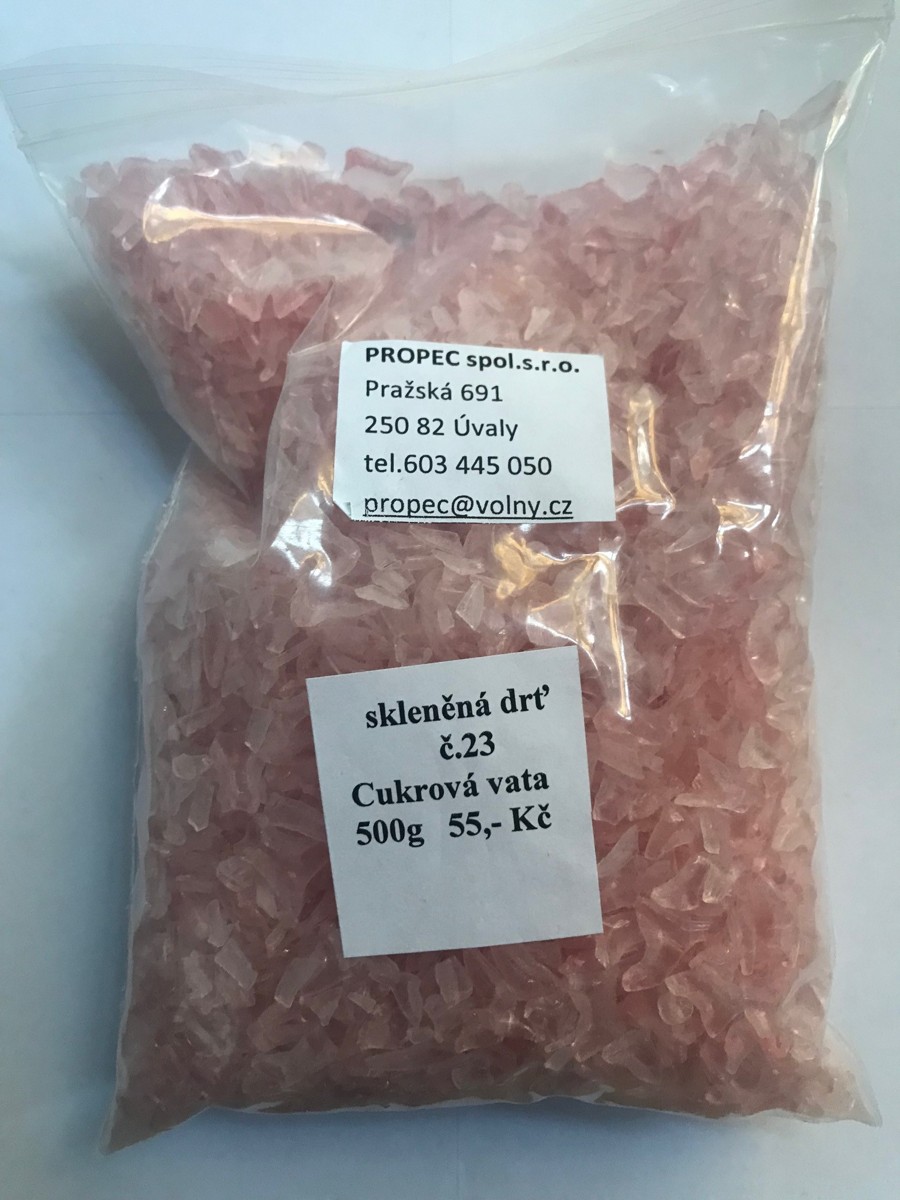 PROPEC spol.s.r.o.
Pražská 691
250 82 Úvaly
tel.603 445 050
propec@volny.cz
skleněná drť
č.23
Cukrová vata
500g 55,- Kč